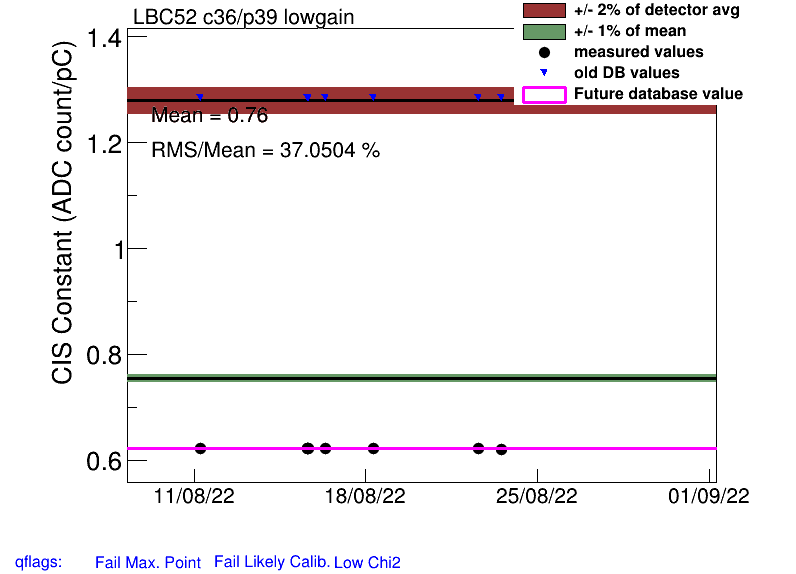 LBC52 c36/p39 lowgain
+/- 2% of detector avg
+/- 1% of mean
measured values
old DB values
Future database value
Mean = 0.76
RMS/Mean = 37.0504 %
CIS Constant (ADC count/pC)
1.4
1.2
1
0.8
0.6
11/08/22 18/08/22 25/08/22 01/09/22
qflags: Fail Max. Point Fail Likely Calib. Low Chi2